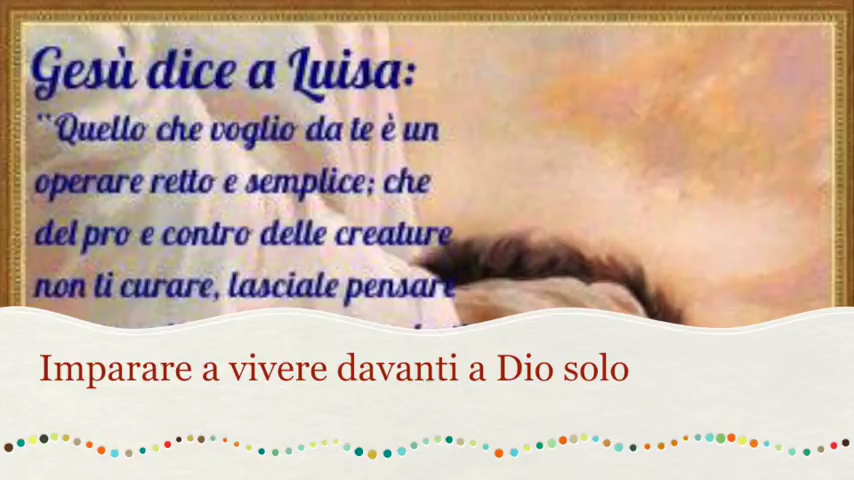 Gesù dice a Luisa:
"Quello che voglio da te è un
operare retto e semplice; che
del pro e contro delle creature
non ti curare, lasciale pensare
Imparare a vivere davanti a Dio solo